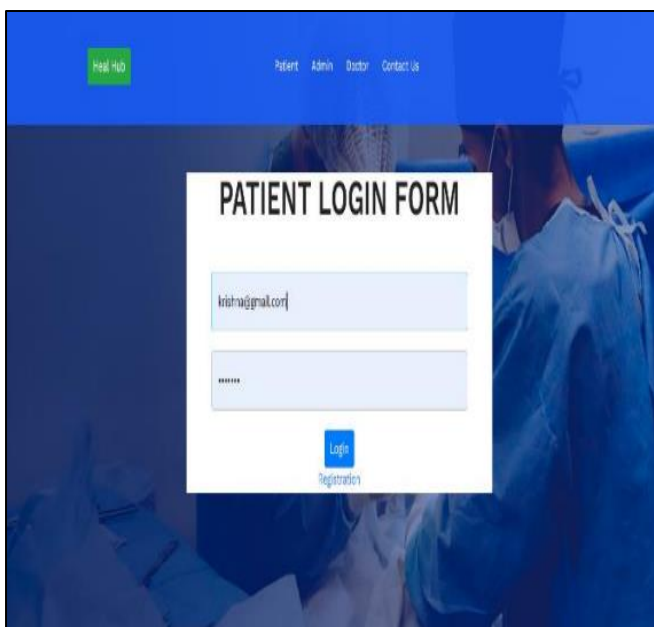 Heal Hub
Patient Admin Doctor Contact Us
PATIENT LOGIN FORM
krishna@gmail.com
•••••••
Login
Registration